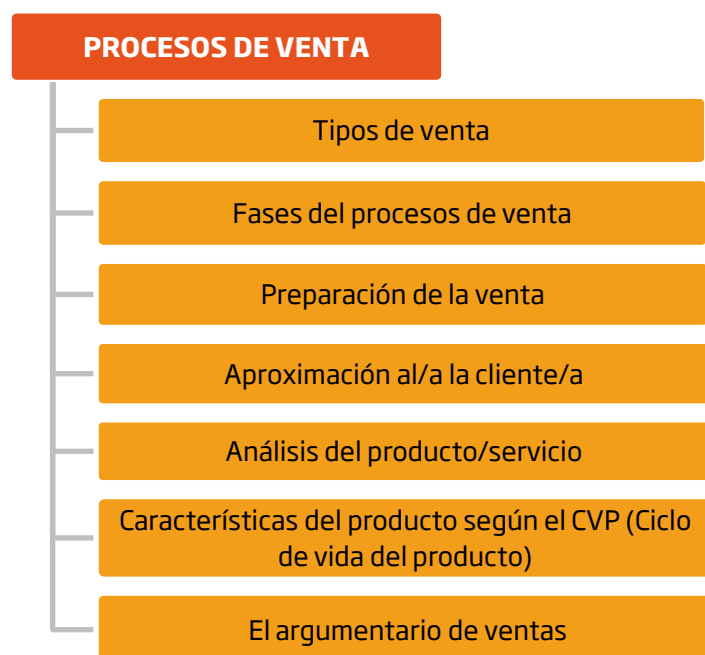 PROCESOS DE VENTA
Tipos de venta
Fases del procesos de venta
Preparación de la venta
Aproximación al/a la cliente/a
Análisis del producto/servicio
Características del producto según el CVP (Ciclo
de vida del producto)
El argumentario de ventas